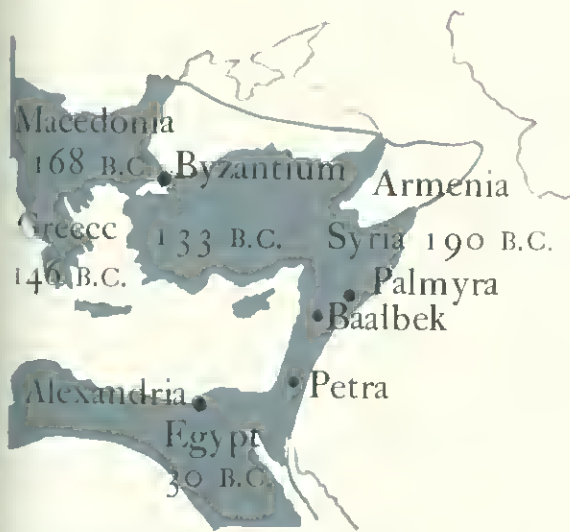 Macedonia
168 B.C.
Byzantium
Armenia
Greece
146 B.C.
133 B.C.
Syria 190 B.C.
Palmyra
Baalbek
Petra
Alexandria
Egypt
30 B.C.